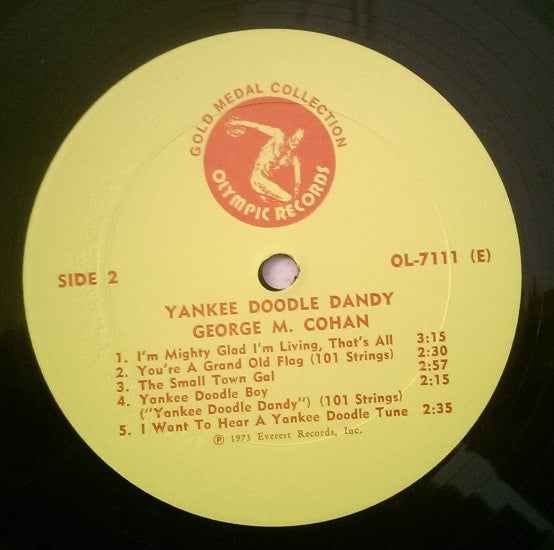 GOLD MEDAL COLLECTION
OLYMPIC RECORDS
SIDE 2
OL-7111 (E)
YANKEE DOODLE DANDY
GEORGE M. COHAN
1. I'm Mighty Glad I'm Living, That's All 3:15
2. You're A Grand Old Flag (101 Strings) 2:30
3. The Small Town Gal 2:57
4. Yankee Doodle Boy 2:15
("Yankee Doodle Dandy") (101 Strings)
5. I Want To Hear A Yankee Doodle Tune 2:35
℗ 1973 Everest Records, Inc.